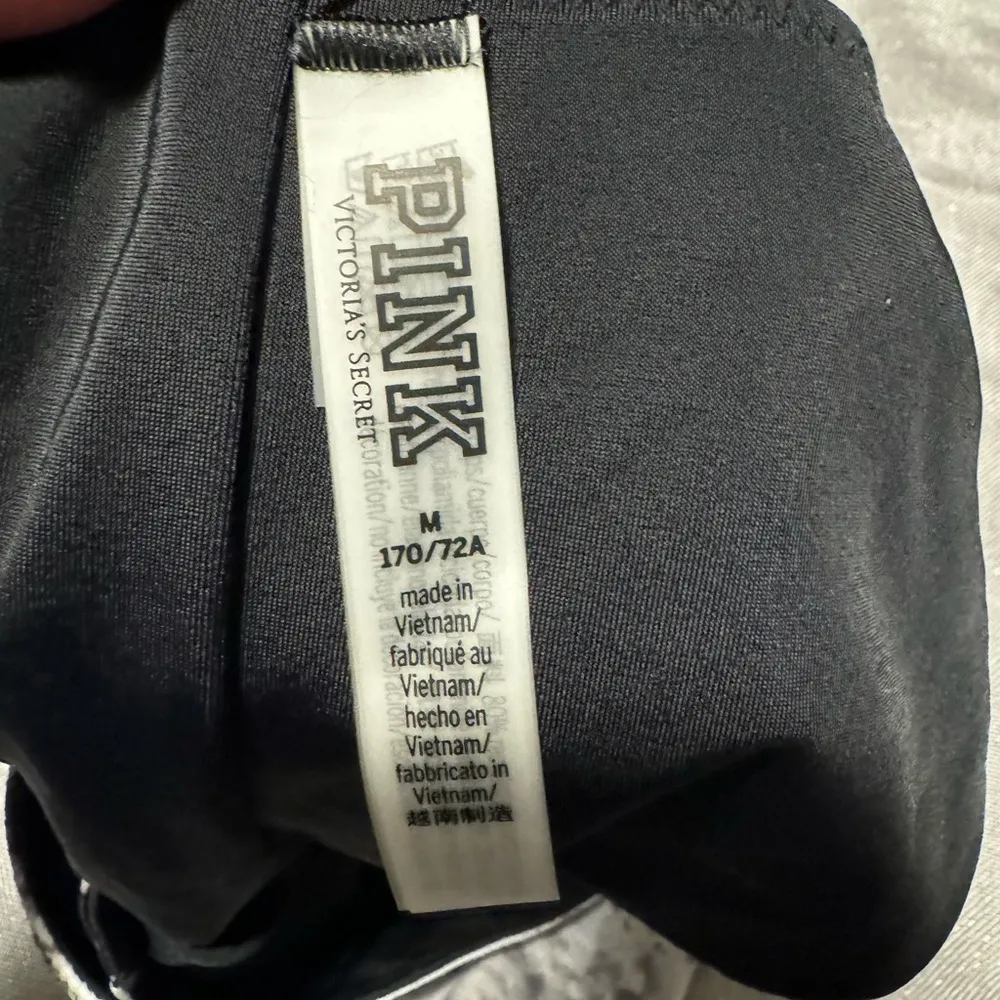 PINK
VICTORIA'S SECRET
M
170/72A
made in
Vietnam/
fabriqué au
Vietnam/
hecho en
Vietnam/
fabbricato in
Vietnam/
越南制造